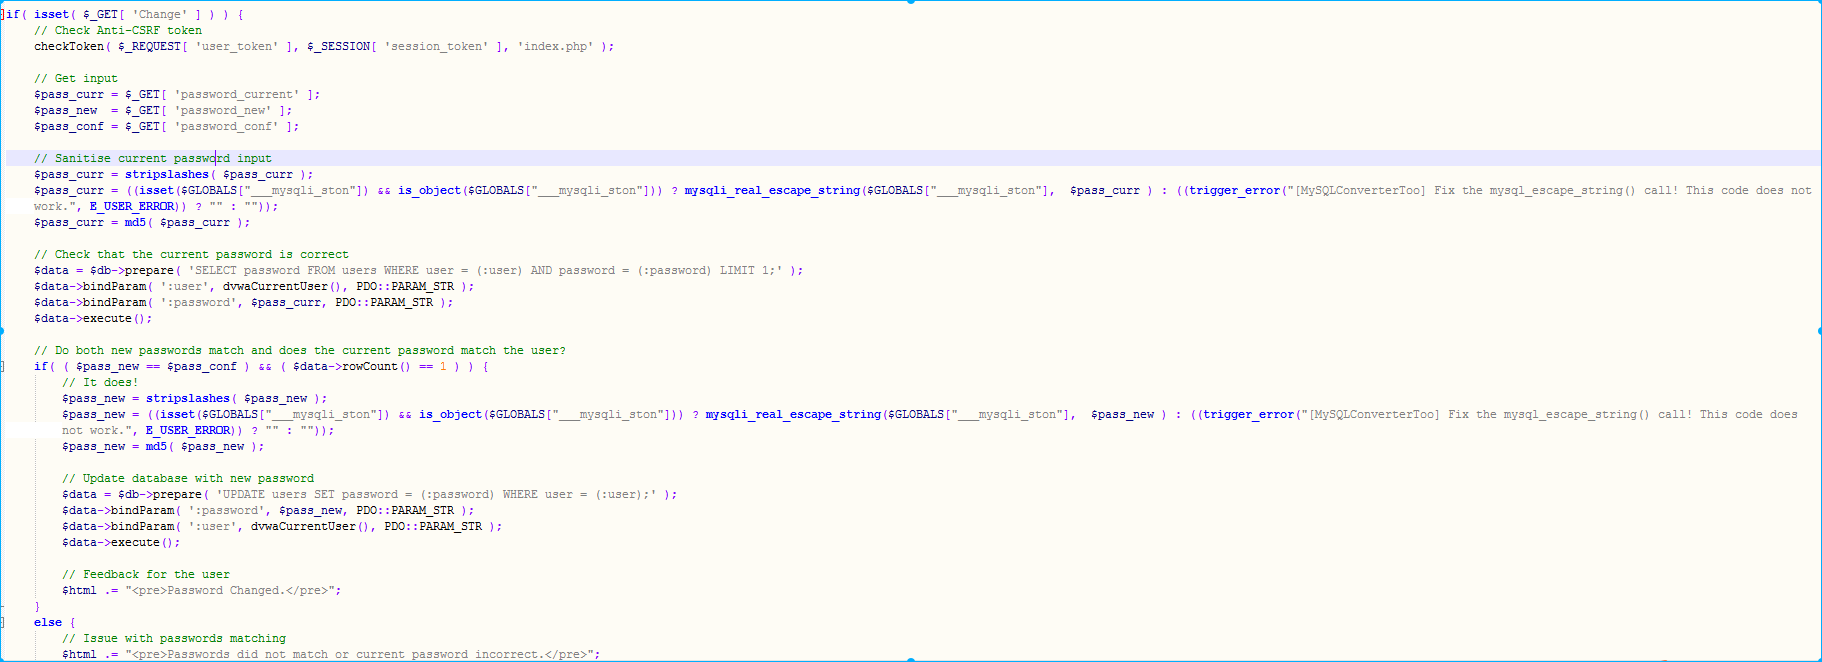 if( isset( $_GET[ 'Change' ] ) ) {
// Check Anti-CSRF token
checkToken( $_REQUEST[ 'user_token' ], $_SESSION[ 'session_token' ], 'index.php' );
// Get input
$pass_curr = $_GET[ 'password_current' ];
$pass_new  = $_GET[ 'password_new' ];
$pass_conf = $_GET[ 'password_conf' ];
// Sanitise current password input
$pass_curr = stripslashes( $pass_curr );
$pass_curr = ((isset($GLOBALS["___mysqli_ston"]) && is_object($GLOBALS["___mysqli_ston"])) ? mysqli_real_escape_string($GLOBALS["___mysqli_ston"],  $pass_curr ) : ((trigger_error("[MySQLConverterToo] Fix the mysql_escape_string() call! This code does not
work.", E_USER_ERROR)) ? "" : ""));
$pass_curr = md5( $pass_curr );
// Check that the current password is correct
$data = $db->prepare( 'SELECT password FROM users WHERE user = (:user) AND password = (:password) LIMIT 1;' );
$data->bindParam( ':user', dvwaCurrentUser(), PDO::PARAM_STR );
$data->bindParam( ':password', $pass_curr, PDO::PARAM_STR );
$data->execute();
// Do both new passwords match and does the current password match the user?
if( ( $pass_new == $pass_conf ) && ( $data->rowCount() == 1 ) ) {
// It does!
$pass_new = stripslashes( $pass_new );
$pass_new = ((isset($GLOBALS["___mysqli_ston"]) && is_object($GLOBALS["___mysqli_ston"])) ? mysqli_real_escape_string($GLOBALS["___mysqli_ston"],  $pass_new ) : ((trigger_error("[MySQLConverterToo] Fix the mysql_escape_string() call! This code does
not work.", E_USER_ERROR)) ? "" : ""));
$pass_new = md5( $pass_new );
// Update database with new password
$data = $db->prepare( 'UPDATE users SET password = (:password) WHERE user = (:user);' );
$data->bindParam( ':password', $pass_new, PDO::PARAM_STR );
$data->bindParam( ':user', dvwaCurrentUser(), PDO::PARAM_STR );
$data->execute();
// Feedback for the user
$html .= "<pre>Password Changed.</pre>";
}
else {
// Issue with passwords matching
$html .= "<pre>Passwords did not match or current password incorrect.</pre>";